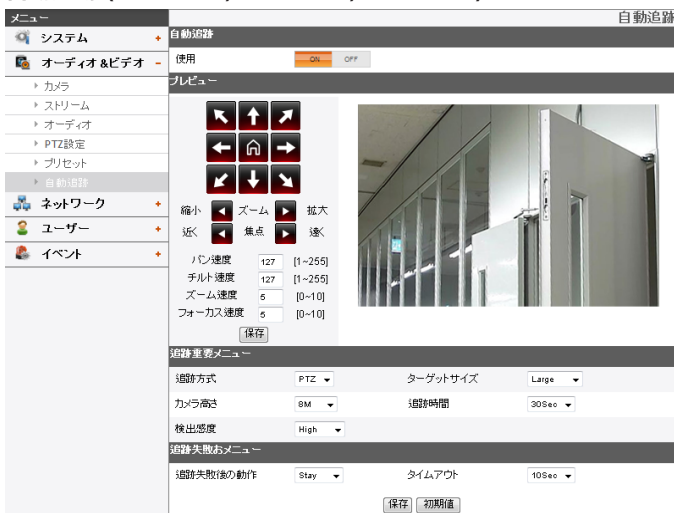 メニュー
自動追跡
システム +
オーディオ &ビデオ -
カメラ
ストリーム
オーディオ
PTZ設定
プリセット
自動追跡
ネットワーク +
ユーザー +
イベント +
自動追跡
使用 ON OFF
プレビュー
縮小 ズーム 拡大
近く 焦点 遠く
パン速度 127 [1~255]
チルト速度 127 [1~255]
ズーム速度 5 [0~10]
フォーカス速度 5 [0~10]
保存
追跡重要メニュー
追跡方式 PTZ ターゲットサイズ Large
カメラ高さ 8M 追跡時間 30Sec
検出感度 High
追跡失敗おメニュー
追跡失敗後の動作 Stay タイムアウト 10Sec
保存 初期値